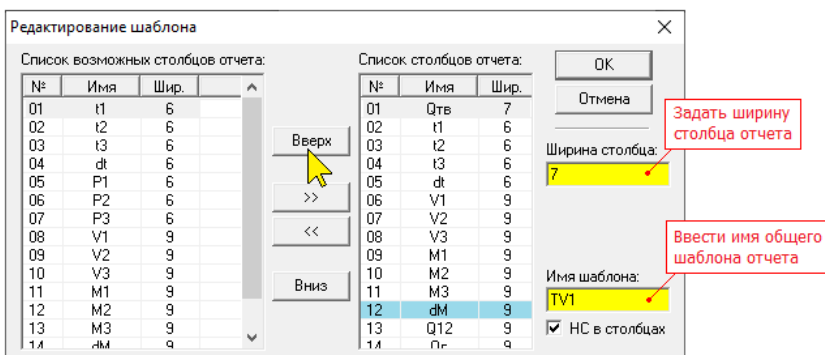 Редактирование шаблона
Список возможных столбцов отчета:
№ Имя Шир.
01 t1 6
02 t2 6
03 t3 6
04 dt 6
05 P1 6
06 P2 6
07 P3 6
08 V1 9
09 V2 9
10 V3 9
11 M1 9
12 M2 9
13 M3 9
14 dM 9
Вверх
>>
<<
Вниз
Список столбцов отчета:
№ Имя Шир.
01 Qтв 7
02 t1 6
03 t2 6
04 t3 6
05 dt 6
06 V1 9
07 V2 9
08 V3 9
09 M1 9
10 M2 9
11 M3 9
12 dM 9
13 Q12 9
14 Qг 9
OK
Отмена
Ширина столбца:
7
Имя шаблона:
TV1
НС в столбцах
Задать ширину
столбца отчета
Ввести имя общего
шаблона отчета